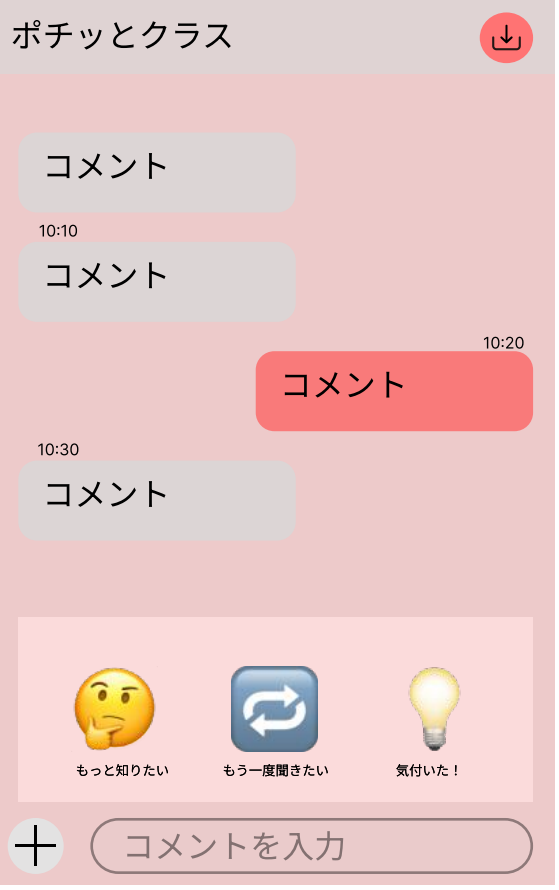 ポチッとクラス
コメント
10:10
コメント
10:20
コメント
10:30
コメント
もっと知りたい
もう一度聞きたい
気付いた！
コメントを入力